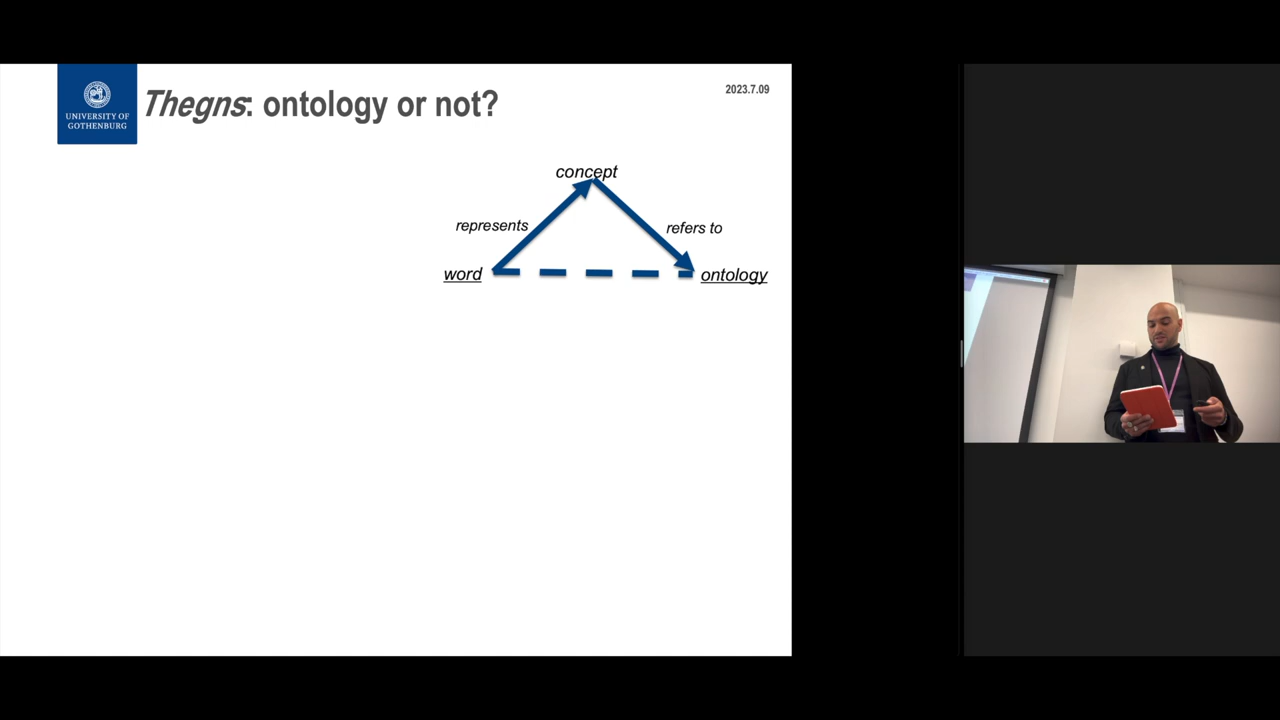 UNIVERSITY OF
GOTHENBURG
Thegns: ontology or not?
2023.7.09
concept
represents
refers to
word
ontology